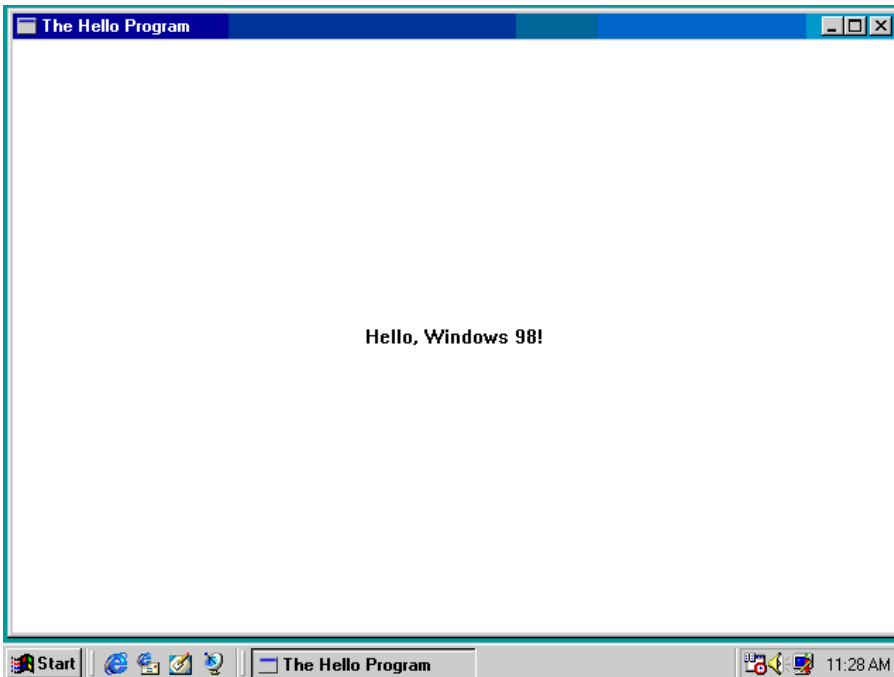 The Hello Program
Hello, Windows 98!
Start
The Hello Program
11:28 AM